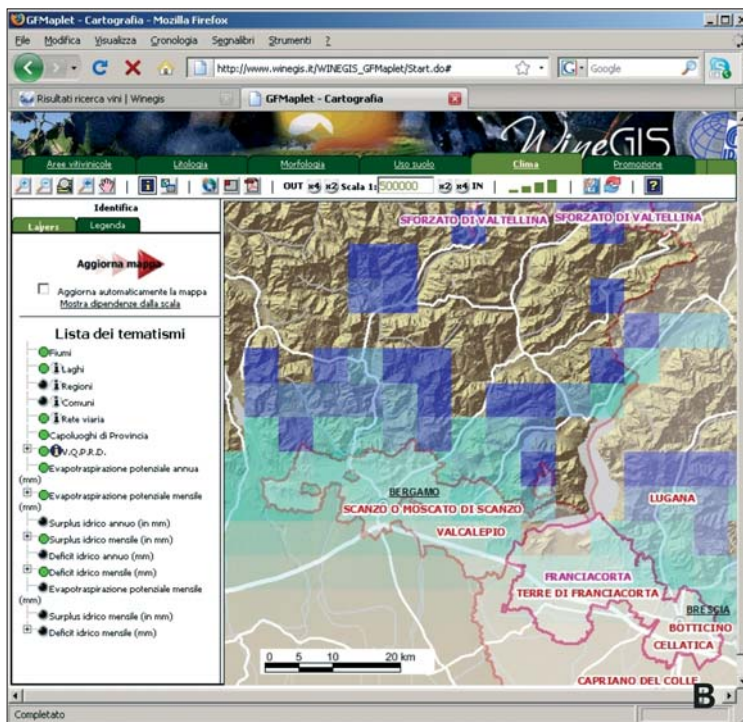 GFMaplet - Cartografia - Mozilla Firefox
File Modifica Visualizza Cronologia Segnalibri Strumenti ?
http://www.winegis.it/WINEGIS_GFMaplet/Start.do#
G Google
Risultati ricerca vini | Winegis GFMaplet - Cartografia
WineGIS
Aree vitivinicole Litologia Morfologia Uso suolo Clima Promozione
OUT x4 x2 Scala 1: 500000 x2 x4 IN
Identifica
Layers Legenda
Aggiorna mappa
Aggiorna automaticamente la mappa
Mostra dipendenze dalla scala
Lista dei tematismi
Fiumi
Laghi
Regioni
Comuni
Rete viaria
Capoluoghi di Provincia
V.Q.P.R.D.
Evapotraspirazione potenziale annua
(mm)
Evapotraspirazione potenziale mensile
(mm)
Surplus idrico annuo (in mm)
Surplus idrico mensile (in mm)
Deficit idrico annuo (mm)
Deficit idrico mensile (mm)
Evapotraspirazione potenziale mensile
(mm)
Surplus idrico mensile (in mm)
Deficit idrico mensile (mm)
SFORZATO DI VALTELLINA SFORZATO DI VALTELLINA
BERGAMO
SCANZO O MOSCATO DI SCANZO
LUGANA
VALCALEPIO
FRANCIACORTA
TERRE DI FRANCIACORTA
BRESCIA
BOTTICINO
CELLATICA
CAPRIANO DEL COLLE
0 5 10 20 km
B
Completato